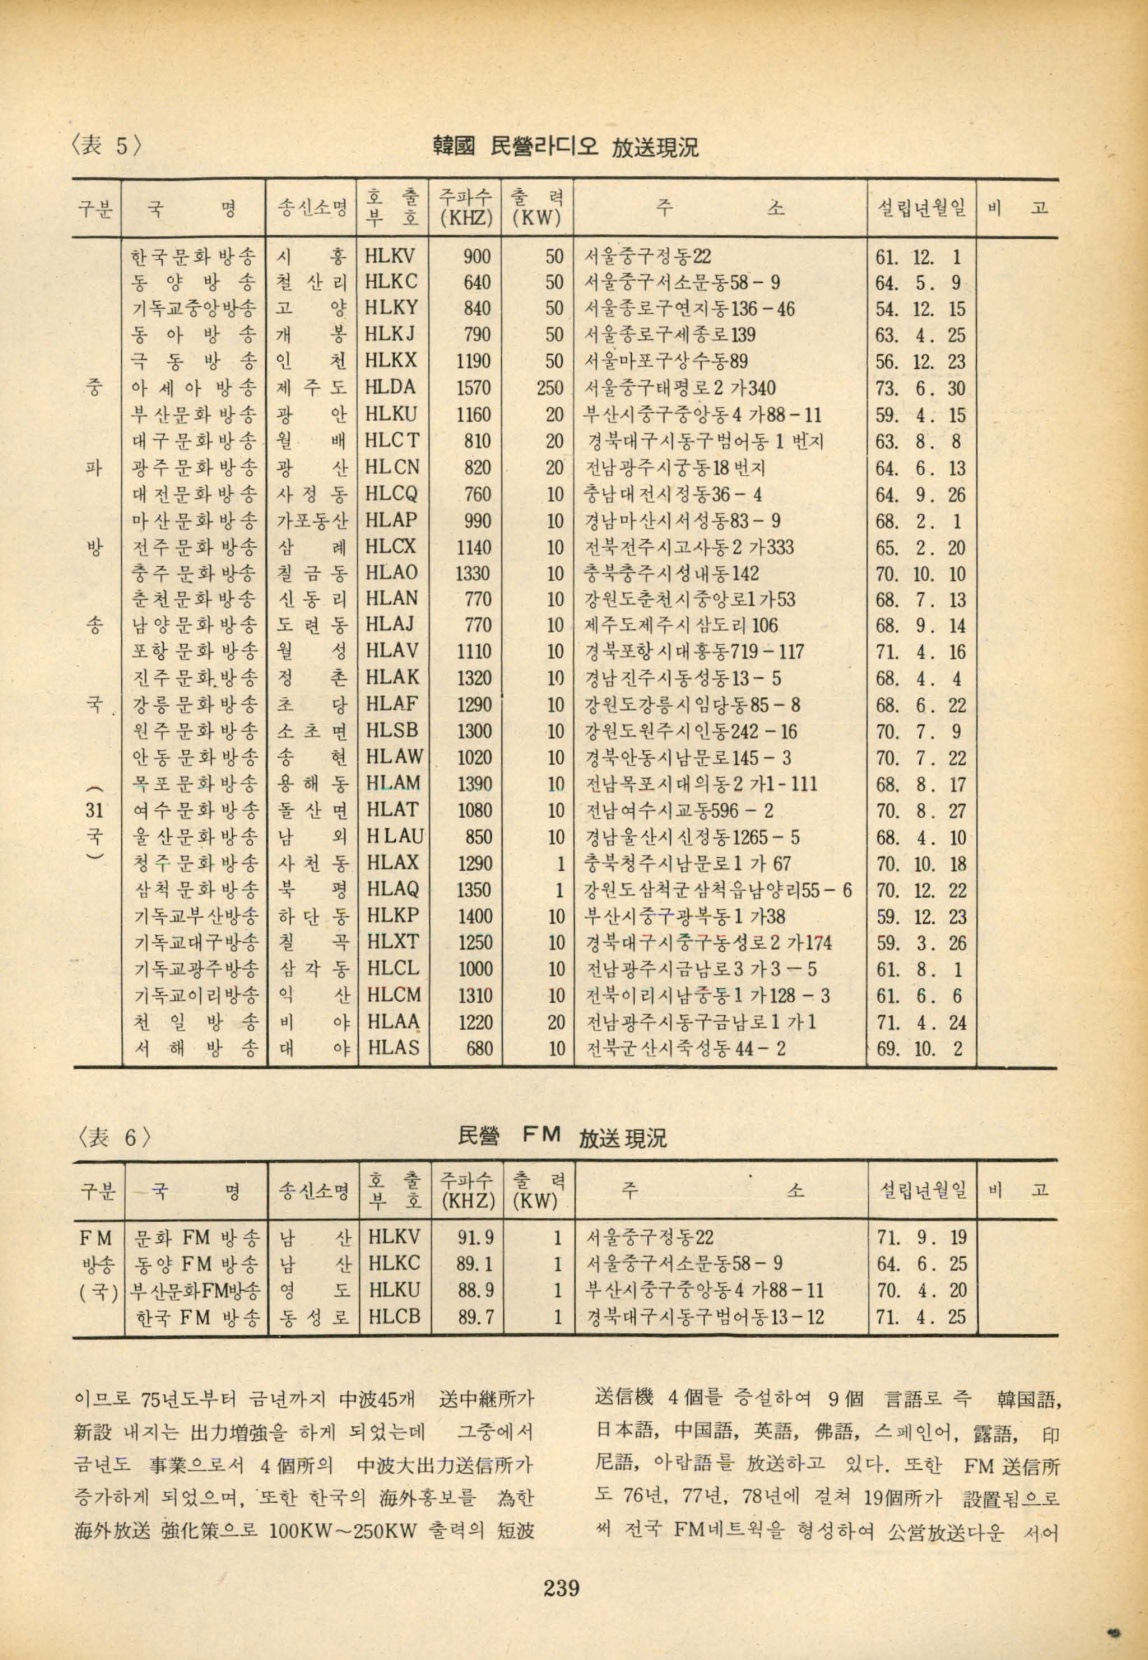 〈表 5〉 韓國 民營라디오 放送現況
구분 국 명 송신소명 호출부호 주파수(KHZ) 출력(KW) 주 소 설립년월일 비 고
한국문화방송 시 흥 HLKV 900 50 서울중구정동22 61. 12. 1
동 양 방 송 철산리 HLKC 640 50 서울중구서소문동58-9 64. 5. 9
기독교중앙방송 고 양 HLKY 840 50 서울종로구연지동136-46 54. 12. 15
동 아 방 송 개 봉 HLKJ 790 50 서울종로구세종로139 63. 4. 25
극 동 방 송 인 천 HLKX 1190 50 서울마포구상수동89 56. 12. 23
중 아세아 방송 제주도 HLDA 1570 250 서울중구태평로2 가340 73. 6. 30
부산문화방송 광 안 HLKU 1160 20 부산시중구중앙동4 가88-11 59. 4. 15
대구문화방송 월 배 HLCT 810 20 경북대구시동구범어동 1 번지 63. 8. 8
파 광주문화방송 광 산 HLCN 820 20 전남광주시궁동18번지 64. 6. 13
대전문화방송 사정동 HLCQ 760 10 충남대전시정동36-4 64. 9. 26
마산문화방송 가포동산 HLAP 990 10 경남마산시서성동83-9 68. 2. 1
방 전주문화방송 삼 례 HLCX 1140 10 전북전주시고사동2 가333 65. 2. 20
충주문화방송 칠금동 HLAO 1330 10 충북충주시성내동142 70. 10. 10
춘천문화방송 신동리 HLAN 770 10 강원도춘천시중앙로1가53 68. 7. 13
송 남양문화방송 도련동 HLAJ 770 10 제주도제주시삼도리106 68. 9. 14
포항문화방송 월 성 HLAV 1110 10 경북포항시대흥동719-117 71. 4. 16
진주문화방송 정 촌 HLAK 1320 10 경남진주시동성동13-5 68. 4. 4
국 강릉문화방송 초 당 HLAF 1290 10 강원도강릉시임당동85-8 68. 6. 22
원주문화방송 소초면 HLSB 1300 10 강원도원주시인동242-16 70. 7. 9
안동문화방송 송 현 HLAW 1020 10 경북안동시남문로145-3 70. 7. 22
( 목포문화방송 용해동 HLAM 1390 10 전남목포시대의동2 가1-111 68. 8. 17
31 여수문화방송 돌산면 HLAT 1080 10 전남여수시교동596-2 70. 8. 27
국 울산문화방송 남 외 HLAU 850 10 경남울산시신정동1265-5 68. 4. 10
) 청주문화방송 사천동 HLAX 1290 1 충북청주시남문로1 가 67 70. 10. 18
삼척문화방송 북 평 HLAQ 1350 1 강원도삼척군삼척읍남양리55-6 70. 12. 22
기독교부산방송 하단동 HLKP 1400 10 부산시중구광복동1 가38 59. 12. 23
기독교대구방송 칠 곡 HLXT 1250 10 경북대구시중구동성로2 가174 59. 3. 26
기독교광주방송 삼각동 HLCL 1000 10 전남광주시금남로3 가3-5 61. 8. 1
기독교이리방송 익 산 HLCM 1310 10 전북이리시남중동1 가128-3 61. 6. 6
천 일 방 송 비 야 HLAA 1220 20 전남광주시동구금남로1 가1 71. 4. 24
서 해 방 송 대 야 HLAS 680 10 전북군산시죽성동44-2 69. 10. 2
〈表 6〉 民營 FM 放送現況
구분 국 명 송신소명 호출부호 주파수(KHZ) 출력(KW) 주 소 설립년월일 비 고
FM 문화 FM 방송 남 산 HLKV 91.9 1 서울중구정동22 71. 9. 19
방송 동양 FM 방송 남 산 HLKC 89.1 1 서울중구서소문동58-9 64. 6. 25
(국) 부산문화FM방송 영 도 HLKU 88.9 1 부산시중구중앙동4 가88-11 70. 4. 20
한국 FM 방송 동성로 HLCB 89.7 1 경북대구시동구범어동13-12 71. 4. 25
이므로 75년도부터 금년까지 中波45개 送中継所가
新設 내지는 出力增強을 하게 되었는데 그중에서
금년도 事業으로서 4個所의 中波大出力送信所가
증가하게 되었으며, 또한 한국의 海外홍보를 為한
海外放送 強化策으로 100KW~250KW 출력의 短波
送信機 4個를 증설하여 9個 言語로 즉 韓国語,
日本語, 中国語, 英語, 佛語, 스페인어, 露語, 印
尼語, 아랍語를 放送하고 있다. 또한 FM 送信所
도 76년, 77년, 78년에 걸쳐 19個所가 設置됨으로
써 전국 FM네트웍을 형성하여 公営放送다운 서어
239